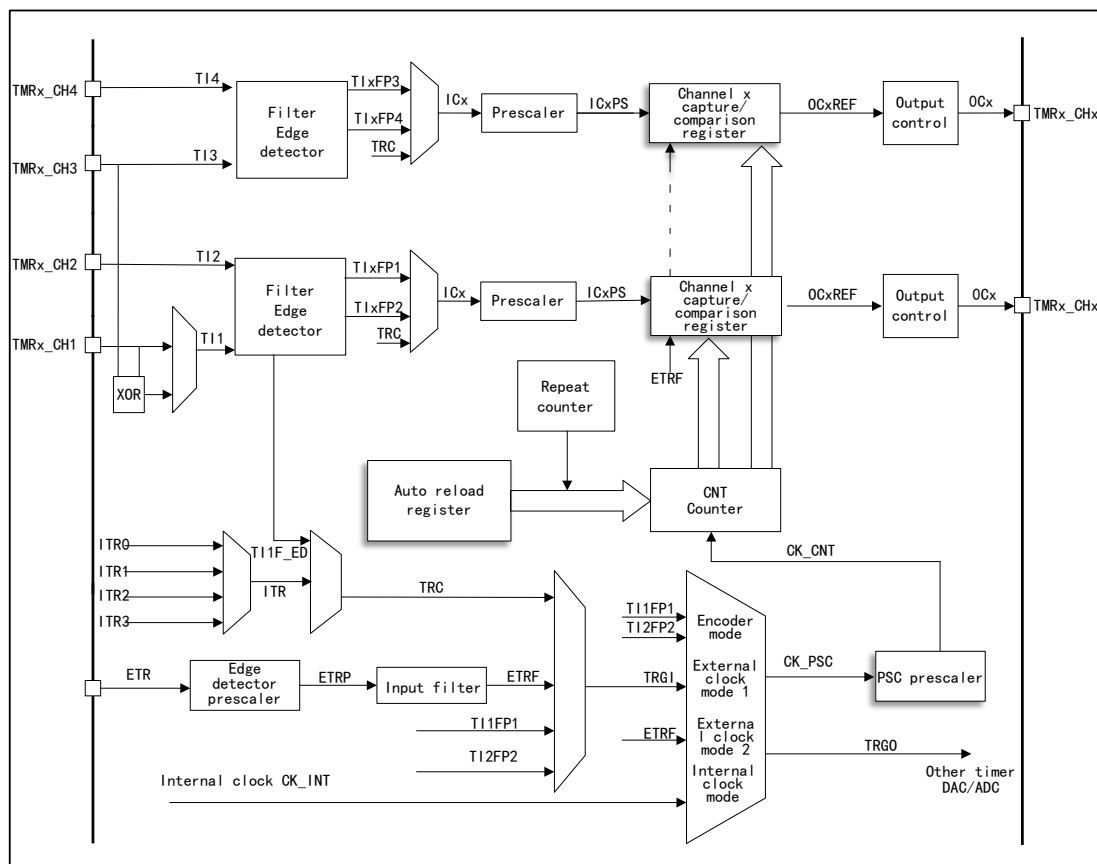 TMRx_CH4
TI4
TMRx_CH3
TI3
Filter
Edge
detector
TIxFP3
TIxFP4
TRC
ICx
Prescaler
ICxPS
Channel x
capture/
comparison
register
OCxREF
Output
control
OCx
TMRx_CHx
TMRx_CH2
TI2
TMRx_CH1
XOR
TI1
Filter
Edge
detector
TIxFP1
TIxFP2
TRC
ICx
Prescaler
ICxPS
Channel x
capture/
comparison
register
ETRF
OCxREF
Output
control
OCx
TMRx_CHx
Repeat
counter
Auto reload
register
CNT
Counter
CK_CNT
ITR0
ITR1
ITR2
ITR3
ITR
TI1F_ED
TRC
ETR
Edge
detector
prescaler
ETRP
Input filter
ETRF
TI1FP1
TI2FP2
Internal clock CK_INT
TRGI
TI1FP1
TI2FP2
ETRF
Encoder
mode
External
clock
mode 1
Externa
l clock
mode 2
Internal
clock
mode
CK_PSC
PSC prescaler
TRGO
Other timer
DAC/ADC